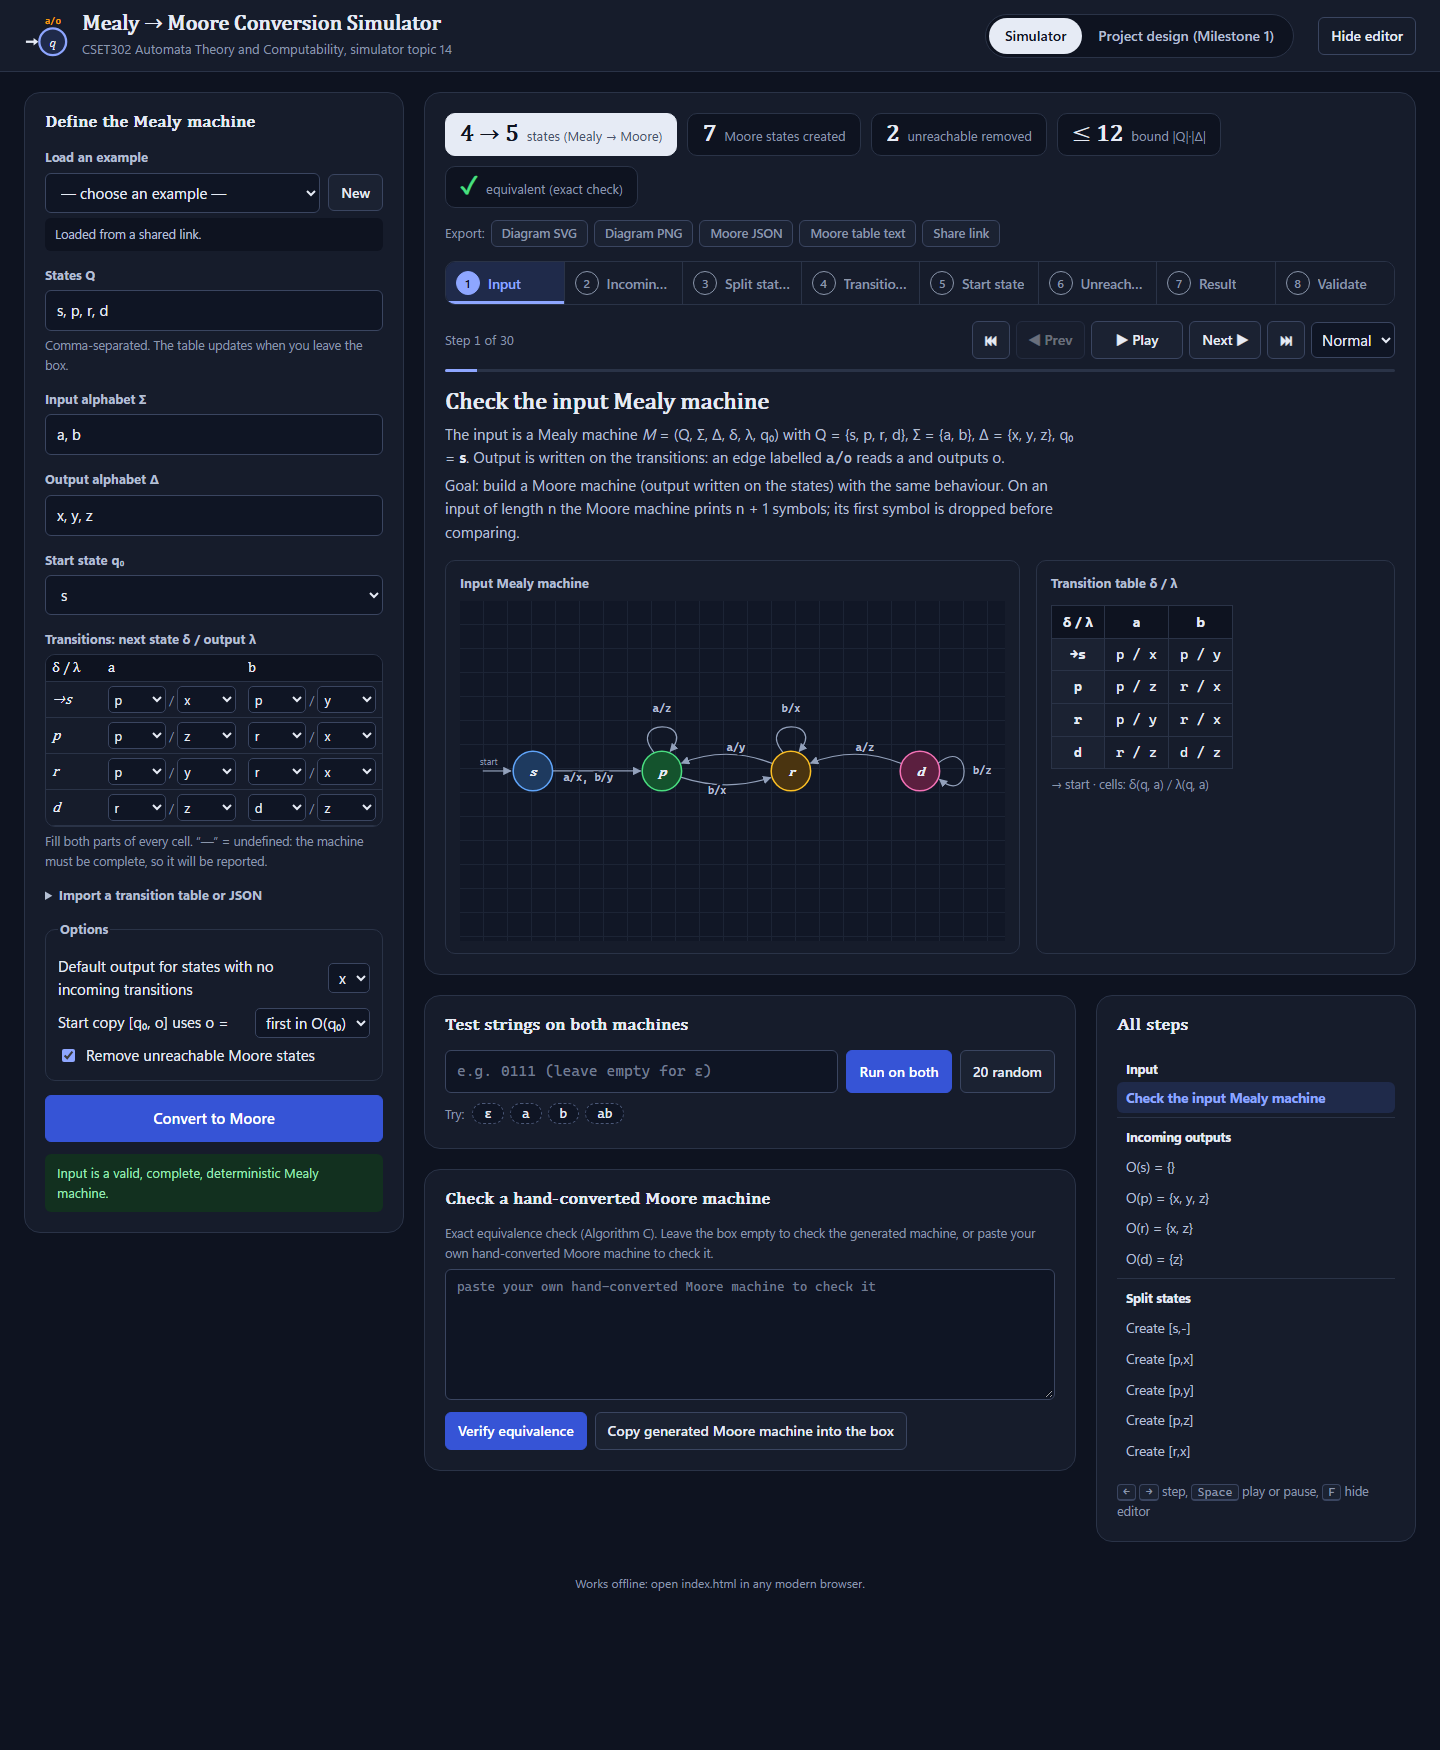 a/o
q
Mealy → Moore Conversion Simulator
CSET302 Automata Theory and Computability, simulator topic 14
Simulator
Project design (Milestone 1)
Hide editor
Define the Mealy machine
Load an example
— choose an example —
New
Loaded from a shared link.
States Q
s, p, r, d
Comma-separated. The table updates when you leave the
box.
Input alphabet Σ
a, b
Output alphabet Δ
x, y, z
Start state q₀
s
Transitions: next state δ / output λ
δ / λ a b
→s p / x p / y
p p / z r / x
r p / y r / x
d r / z d / z
Fill both parts of every cell. "—" = undefined: the machine
must be complete, so it will be reported.
▶ Import a transition table or JSON
Options
Default output for states with no
incoming transitions
x
Start copy [q₀, o] uses o =
first in O(q₀)
Remove unreachable Moore states
Convert to Moore
Input is a valid, complete, deterministic Mealy
machine.
4 → 5 states (Mealy → Moore)
7 Moore states created
2 unreachable removed
≤ 12 bound |Q|·|Δ|
✓ equivalent (exact check)
Export:
Diagram SVG
Diagram PNG
Moore JSON
Moore table text
Share link
1 Input
2 Incomin...
3 Split stat...
4 Transitio...
5 Start state
6 Unreach...
7 Result
8 Validate
Step 1 of 30
⏮
◀ Prev
▶ Play
Next ▶
⏭
Normal
Check the input Mealy machine
The input is a Mealy machine M = (Q, Σ, Δ, δ, λ, q₀) with Q = {s, p, r, d}, Σ = {a, b}, Δ = {x, y, z}, q₀
= s. Output is written on the transitions: an edge labelled a/o reads a and outputs o.
Goal: build a Moore machine (output written on the states) with the same behaviour. On an
input of length n the Moore machine prints n + 1 symbols; its first symbol is dropped before
comparing.
Input Mealy machine
a/z
b/x
a/y
a/z
start
s
p
r
d
b/z
a/x, b/y
b/x
Transition table δ / λ
δ / λ a b
→s p / x p / y
p p / z r / x
r p / y r / x
d r / z d / z
→ start · cells: δ(q, a) / λ(q, a)
Test strings on both machines
e.g. 0111 (leave empty for ε)
Run on both
20 random
Try:
ε
a
b
ab
Check a hand-converted Moore machine
Exact equivalence check (Algorithm C). Leave the box empty to check the generated machine, or paste your
own hand-converted Moore machine to check it.
paste your own hand-converted Moore machine to check it
Verify equivalence
Copy generated Moore machine into the box
All steps
Input
Check the input Mealy machine
Incoming outputs
O(s) = {}
O(p) = {x, y, z}
O(r) = {x, z}
O(d) = {z}
Split states
Create [s,-]
Create [p,x]
Create [p,y]
Create [p,z]
Create [r,x]
← → step, Space play or pause, F hide
editor
Works offline: open index.html in any modern browser.